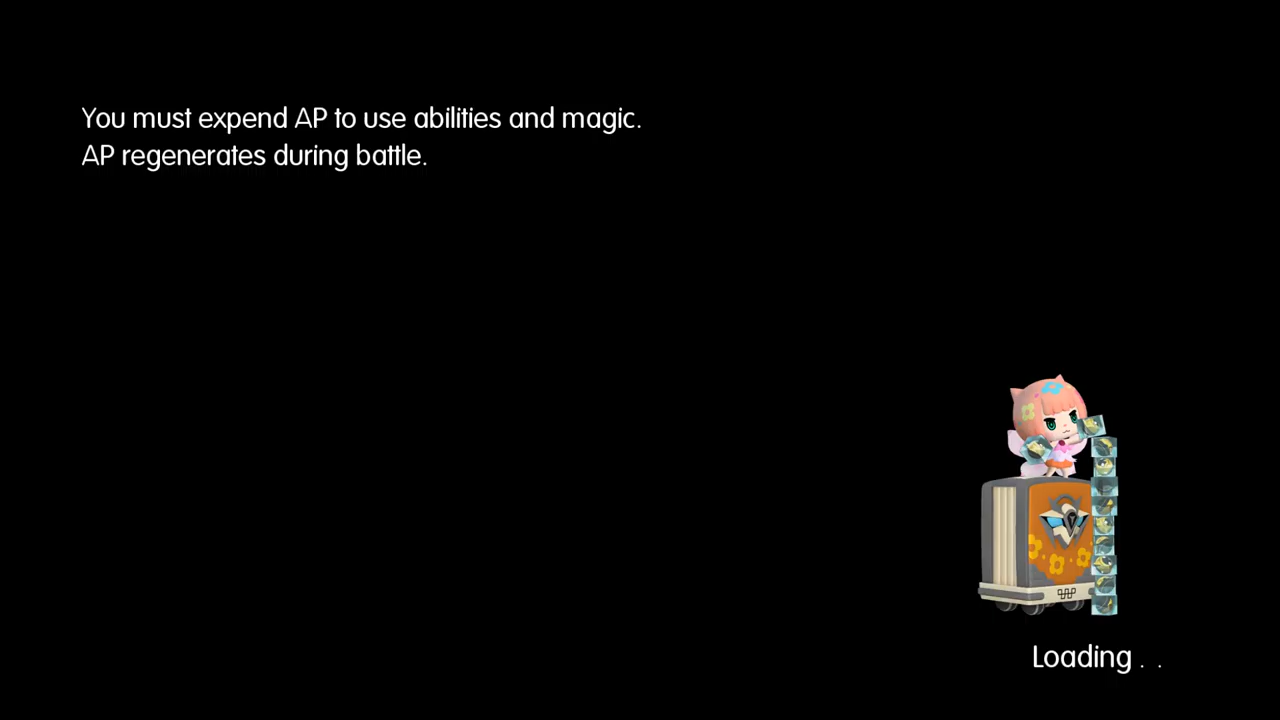 You must expend AP to use abilities and magic.
AP regenerates during battle.
Loading . .